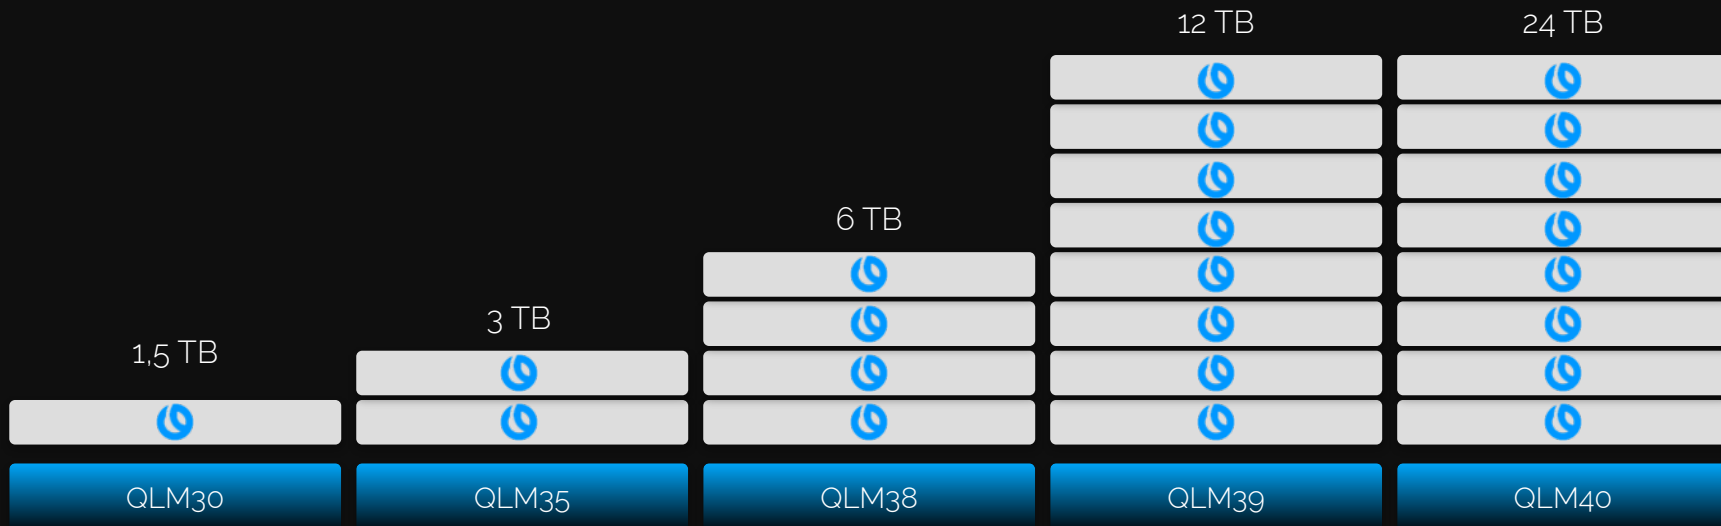 12 TB
24 TB
6 TB
3 TB
1,5 TB
QLM30
QLM35
QLM38
QLM39
QLM40